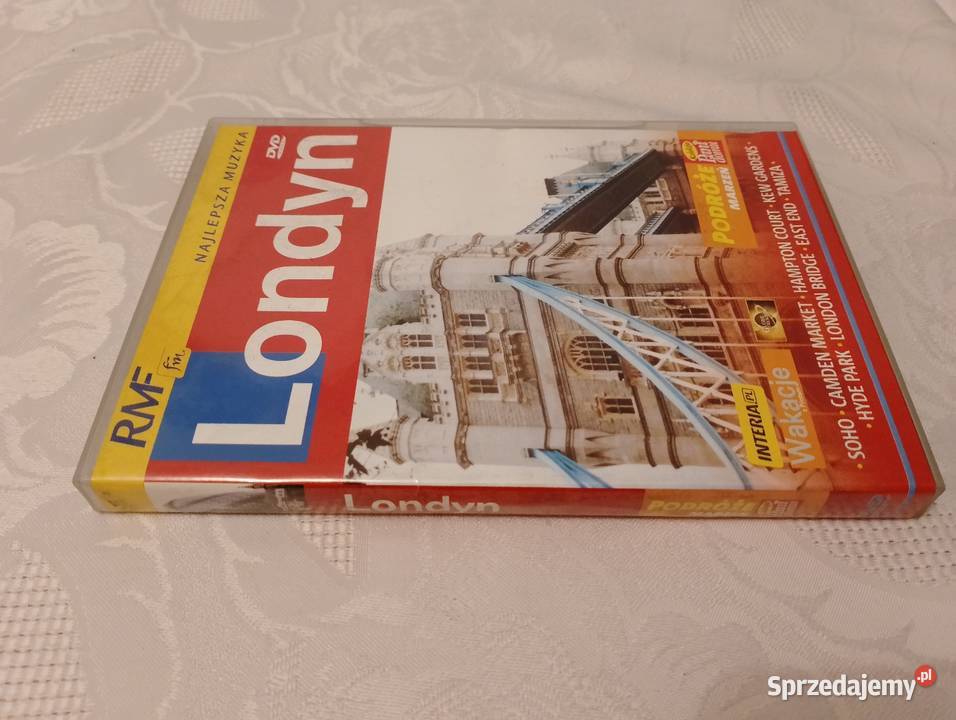 RMF fm
NAJLEPSZA MUZYKA
DVD
Londyn
PODRÓŻE
MARZEŃ
INTERIA.PL
Wakacje
• SOHO • CAMDEN MARKET • HAMPTON COURT • KEW GARDENS •
• HYDE PARK • LONDON BRIDGE • EAST END • TAMIZA •
Londyn
PODRÓŻE
Sprzedajemy.pl